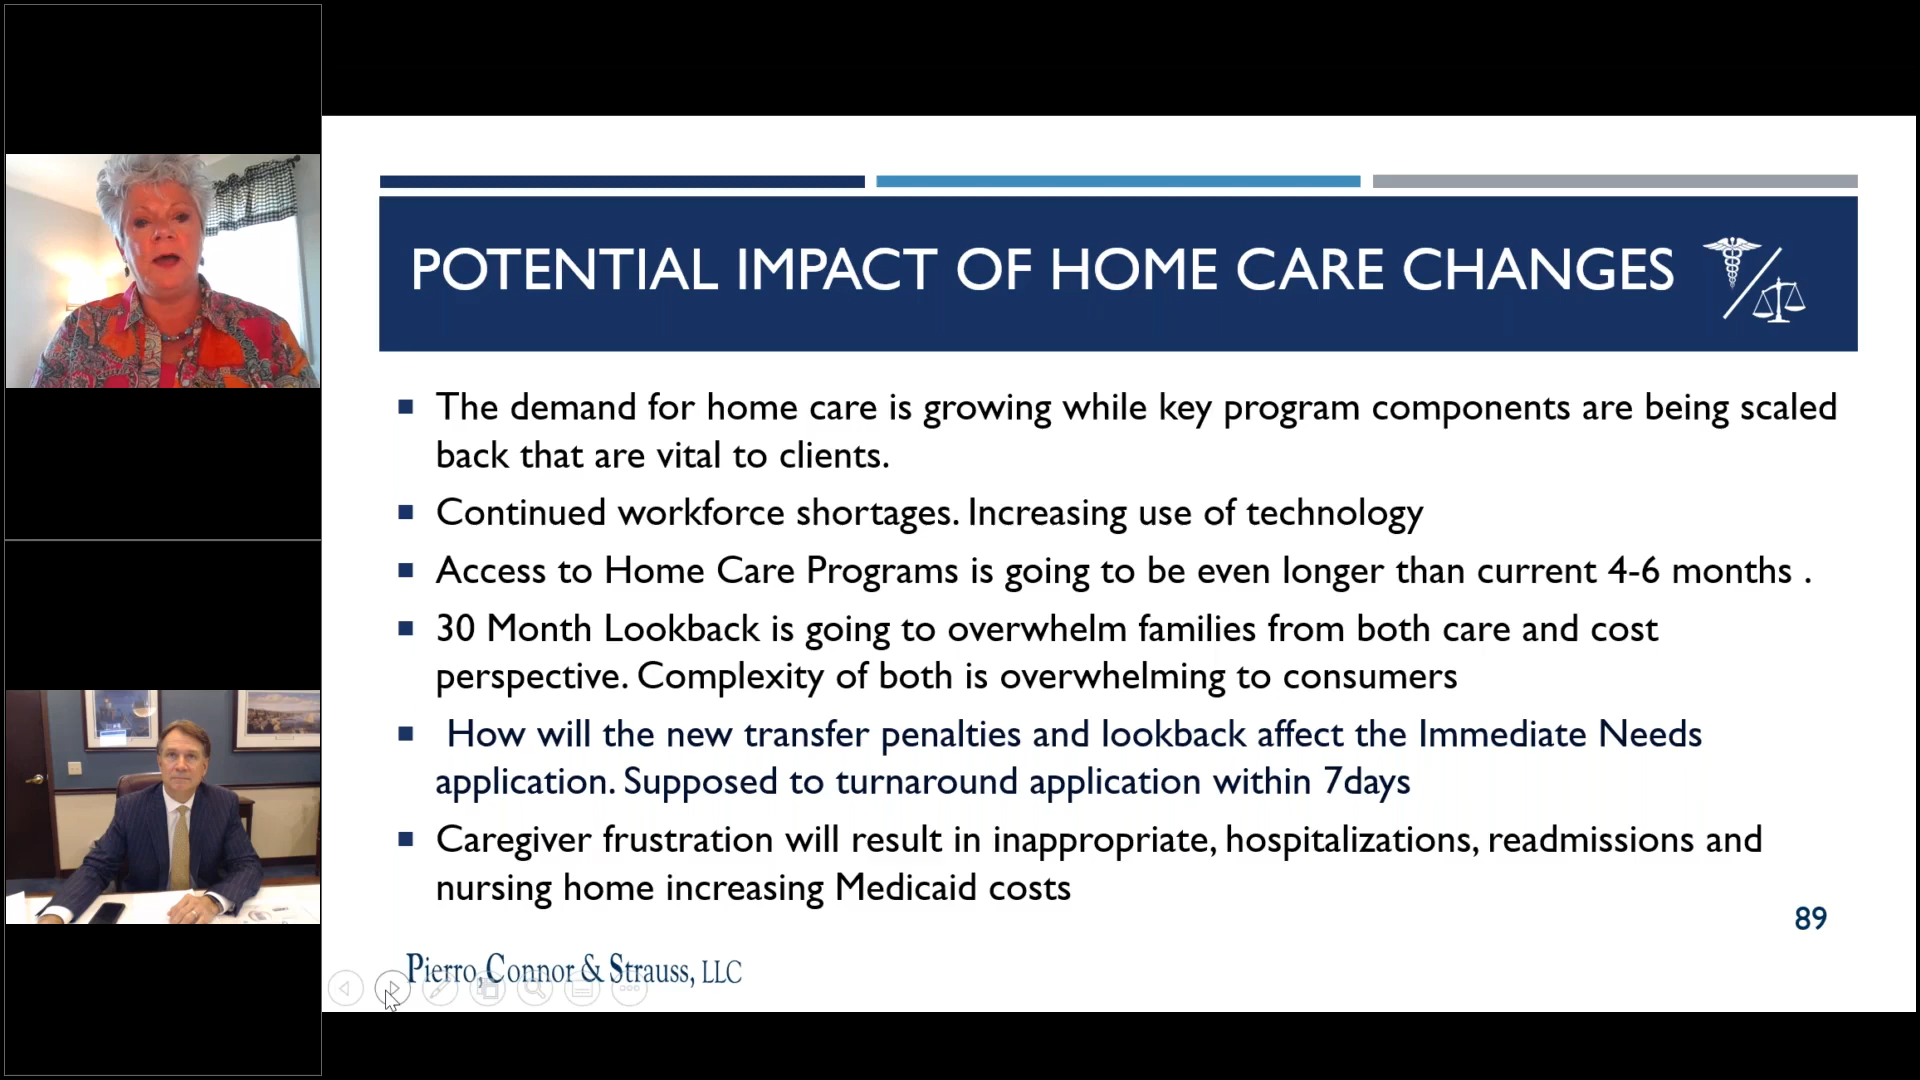 POTENTIAL IMPACT OF HOME CARE CHANGES
The demand for home care is growing while key program components are being scaled
back that are vital to clients.
Continued workforce shortages. Increasing use of technology
Access to Home Care Programs is going to be even longer than current 4-6 months .
30 Month Lookback is going to overwhelm families from both care and cost
perspective. Complexity of both is overwhelming to consumers
How will the new transfer penalties and lookback affect the Immediate Needs
application. Supposed to turnaround application within 7days
Caregiver frustration will result in inappropriate, hospitalizations, readmissions and
nursing home increasing Medicaid costs
89
Pierro, Connor & Strauss, LLC